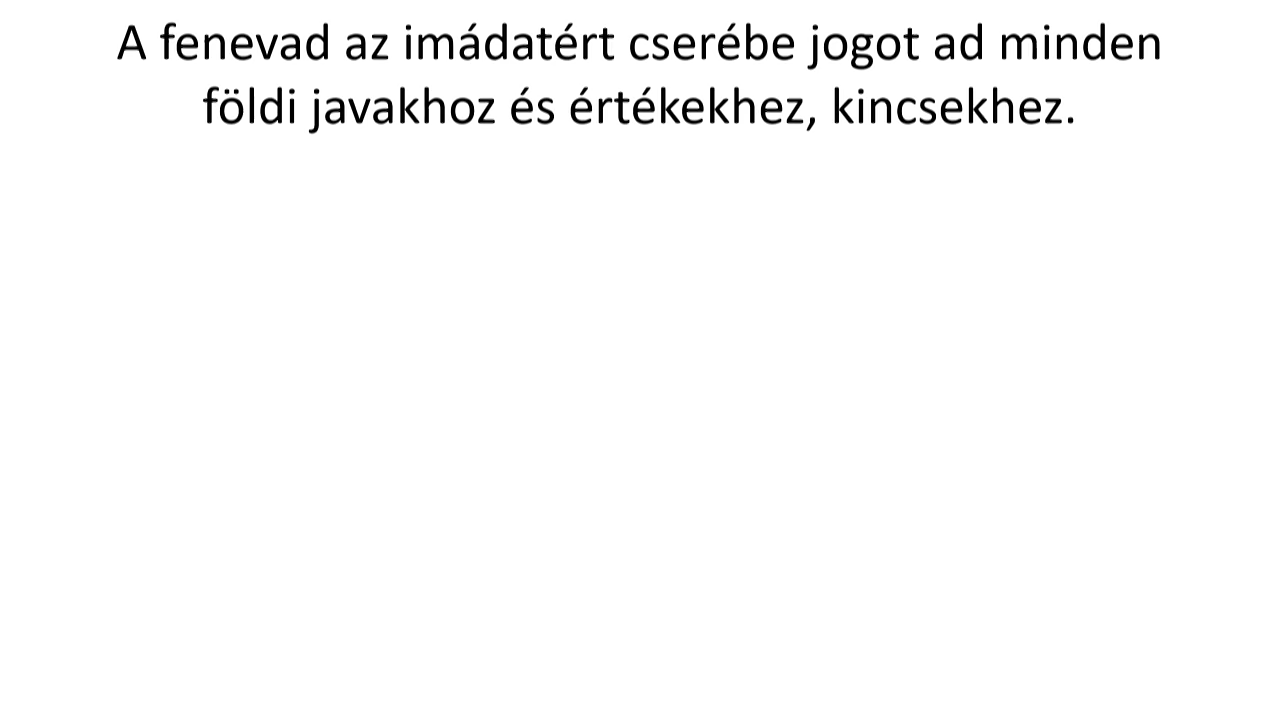 A fenevad az imádatért cserébe jogot ad minden
földi javakhoz és értékekhez, kincsekhez.